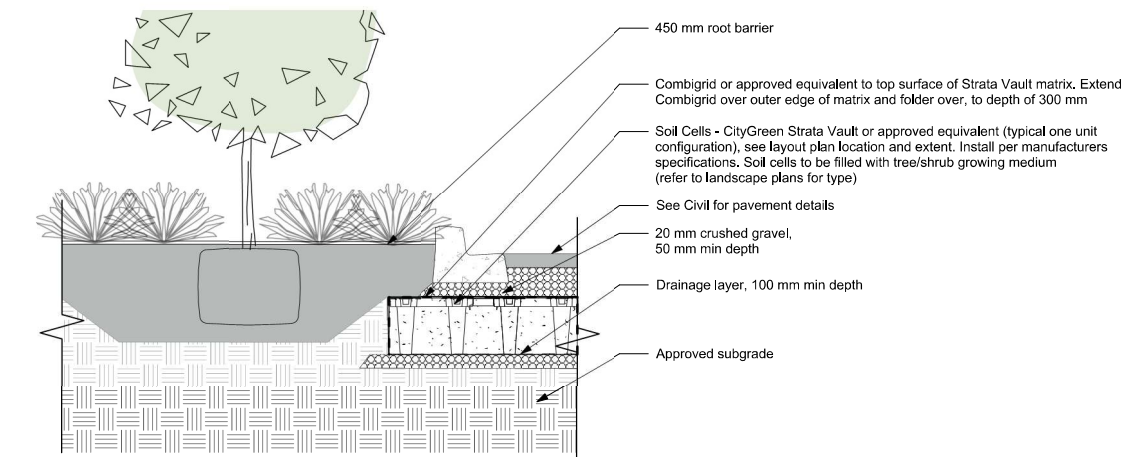 450 mm root barrier
Combigrid or approved equivalent to top surface of Strata Vault matrix. Extend
Combigrid over outer edge of matrix and folder over, to depth of 300 mm
Soil Cells - CityGreen Strata Vault or approved equivalent (typical one unit
configuration), see layout plan location and extent. Install per manufacturers
specifications. Soil cells to be filled with tree/shrub growing medium
(refer to landscape plans for type)
See Civil for pavement details
20 mm crushed gravel,
50 mm min depth
Drainage layer, 100 mm min depth
Approved subgrade